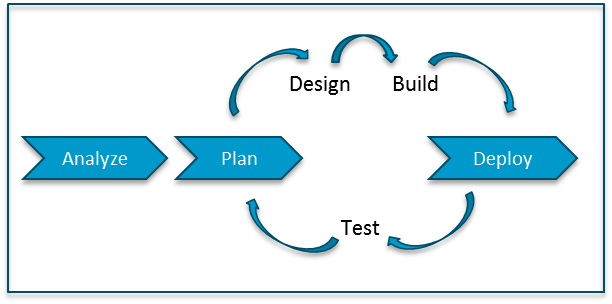 Design
Build
Analyze
Plan
Deploy
Test